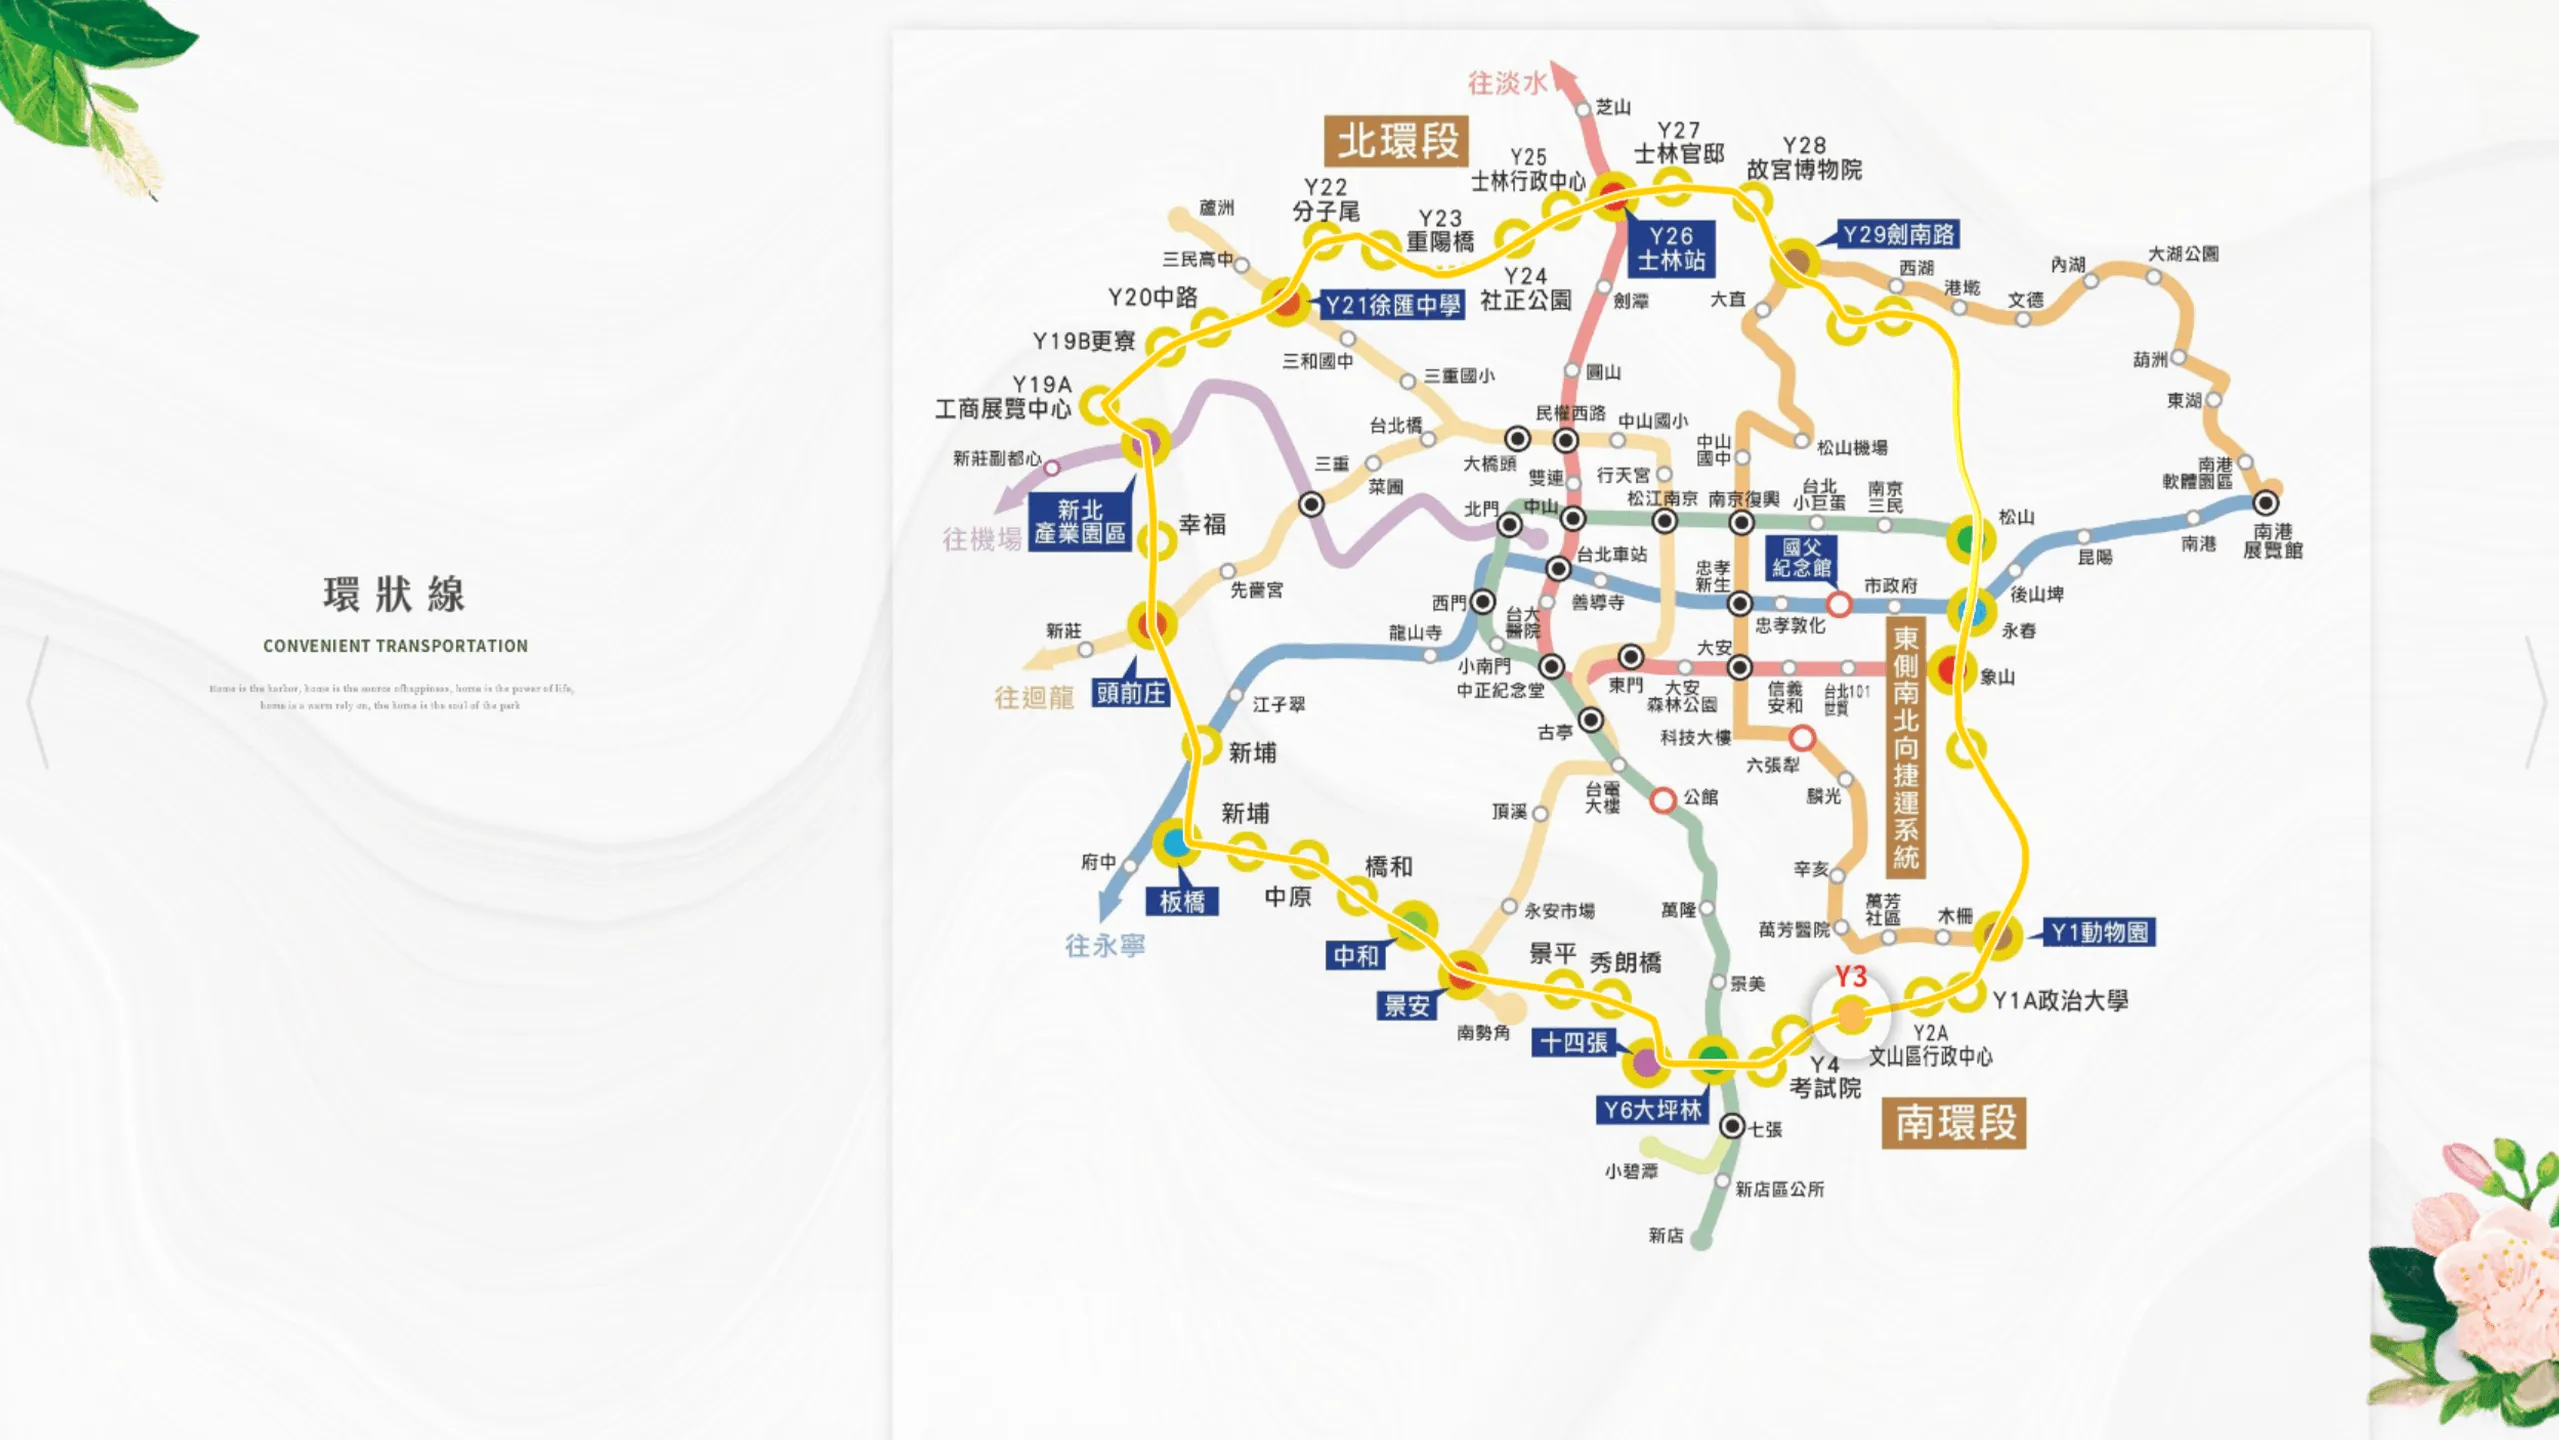 環狀線
CONVENIENT TRANSPORTATION
Home is the harbor, home is the source ofhappiness, home is the power of life,
home is a warm rely on, the home is the soul of the park
往淡水
芝山
北環段
Y27
士林官邸
Y28
故宮博物院
Y25
士林行政中心
Y22
分子尾
Y23
重陽橋
蘆洲
Y26
士林站
Y29劍南路
三民高中
西湖
港墘
文德
內湖
大湖公園
Y24
社正公園
劍潭
大直
Y20中路
Y21徐匯中學
Y19B更寮
三和國中
三重國小
圓山
葫洲
東湖
Y19A
工商展覽中心
台北橋
民權西路
中山國小
中山
國中
松山機場
新莊副都心
三重
菜圃
大橋頭
雙連
行天宮
南港
軟體園區
新北
產業園區
往機場
幸福
北門
中山
松江南京
南京復興
台北
小巨蛋
南京
三民
松山
南港
展覽館
南港
昆陽
國父
紀念館
台北車站
忠孝
新生
市政府
先嗇宮
西門
台大
醫院
善導寺
忠孝敦化
後山埤
永春
新莊
龍山寺
小南門
中正紀念堂
東門
大安
大安
森林公園
信義
安和
台北101
世貿
象山
往迴龍
頭前庄
江子翠
古亭
科技大樓
六張犁
東側南北向捷運系統
新埔
新埔
頂溪
台電
大樓
公館
麟光
府中
板橋
中原
橋和
辛亥
往永寧
永安市場
萬隆
萬芳醫院
萬芳
社區
木柵
Y1動物園
中和
景安
景平
秀朗橋
景美
Y3
Y1A政治大學
南勢角
十四張
Y2A
文山區行政中心
Y4
考試院
Y6大坪林
南環段
七張
小碧潭
新店區公所
新店